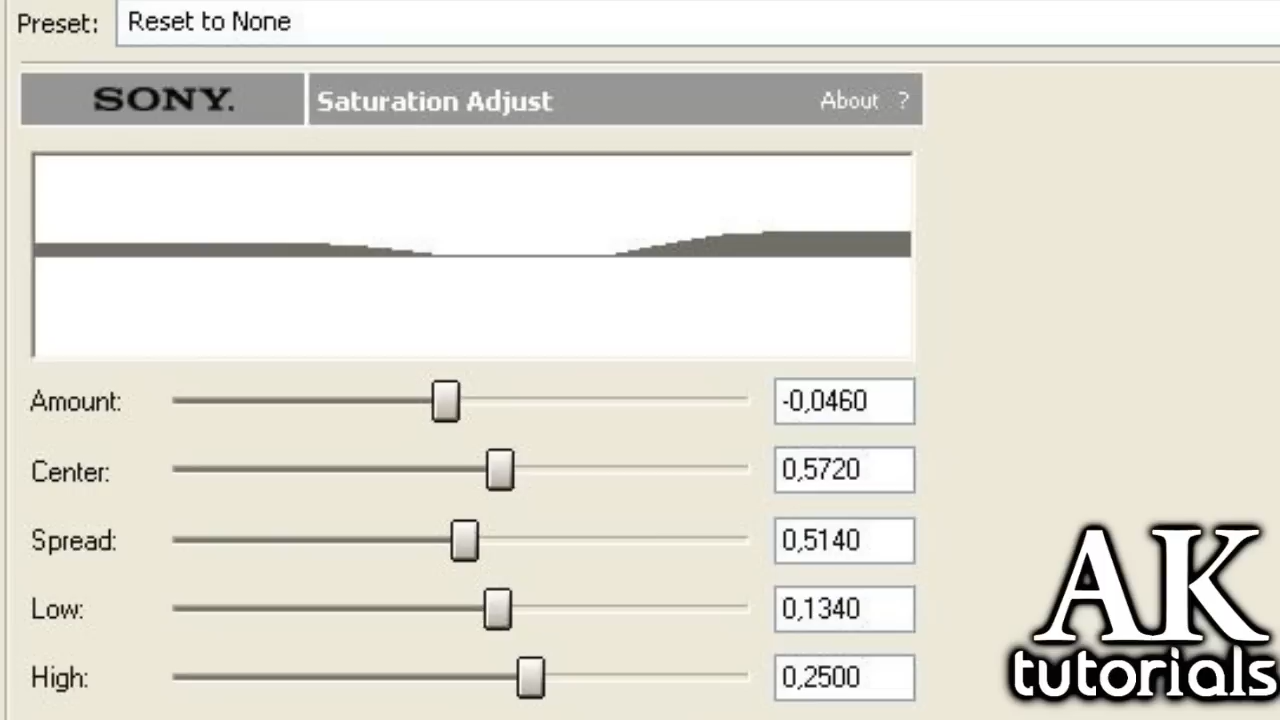 Preset: Reset to None
SONY. Saturation Adjust About ?
Amount: -0,0460
Center: 0,5720
Spread: 0,5140
Low: 0,1340
High: 0,2500
AK
tutorials